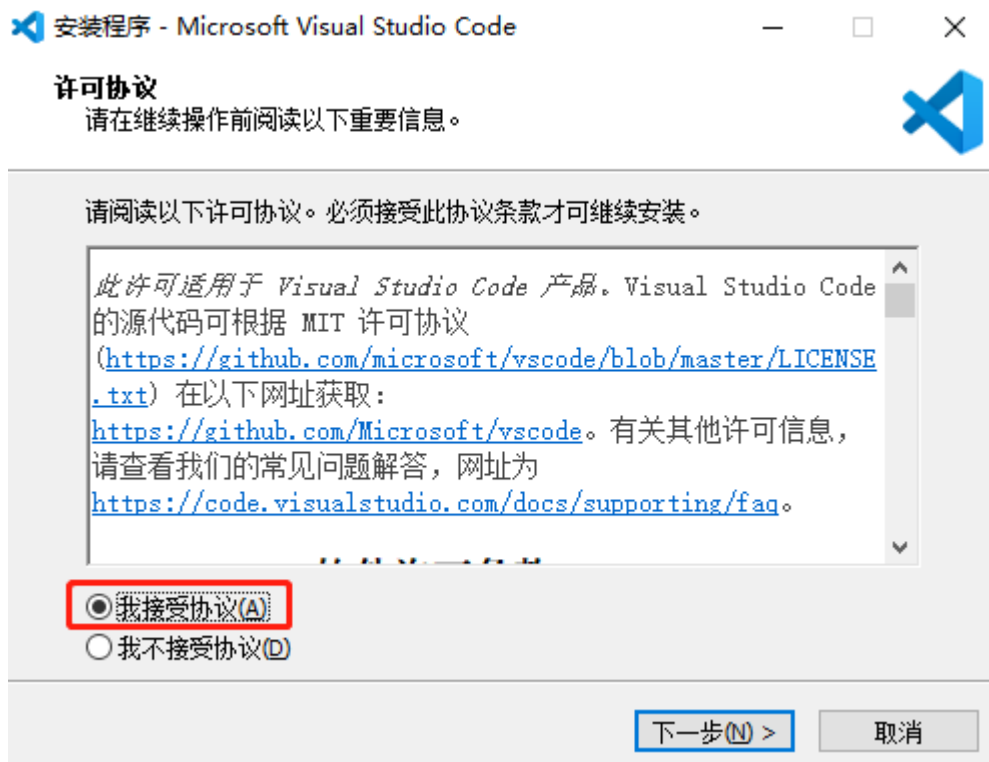 安装程序 - Microsoft Visual Studio Code
许可协议
请在继续操作前阅读以下重要信息。
请阅读以下许可协议。必须接受此协议条款才可继续安装。
此许可适用于 Visual Studio Code 产品。Visual Studio Code
的源代码可根据 MIT 许可协议
(https://github.com/microsoft/vscode/blob/master/LICENSE
.txt) 在以下网址获取:
https://github.com/Microsoft/vscode。有关其他许可信息，
请查看我们的常见问题解答，网址为
https://code.visualstudio.com/docs/supporting/faq。
我接受协议(A)
我不接受协议(D)
下一步(N) >
取消